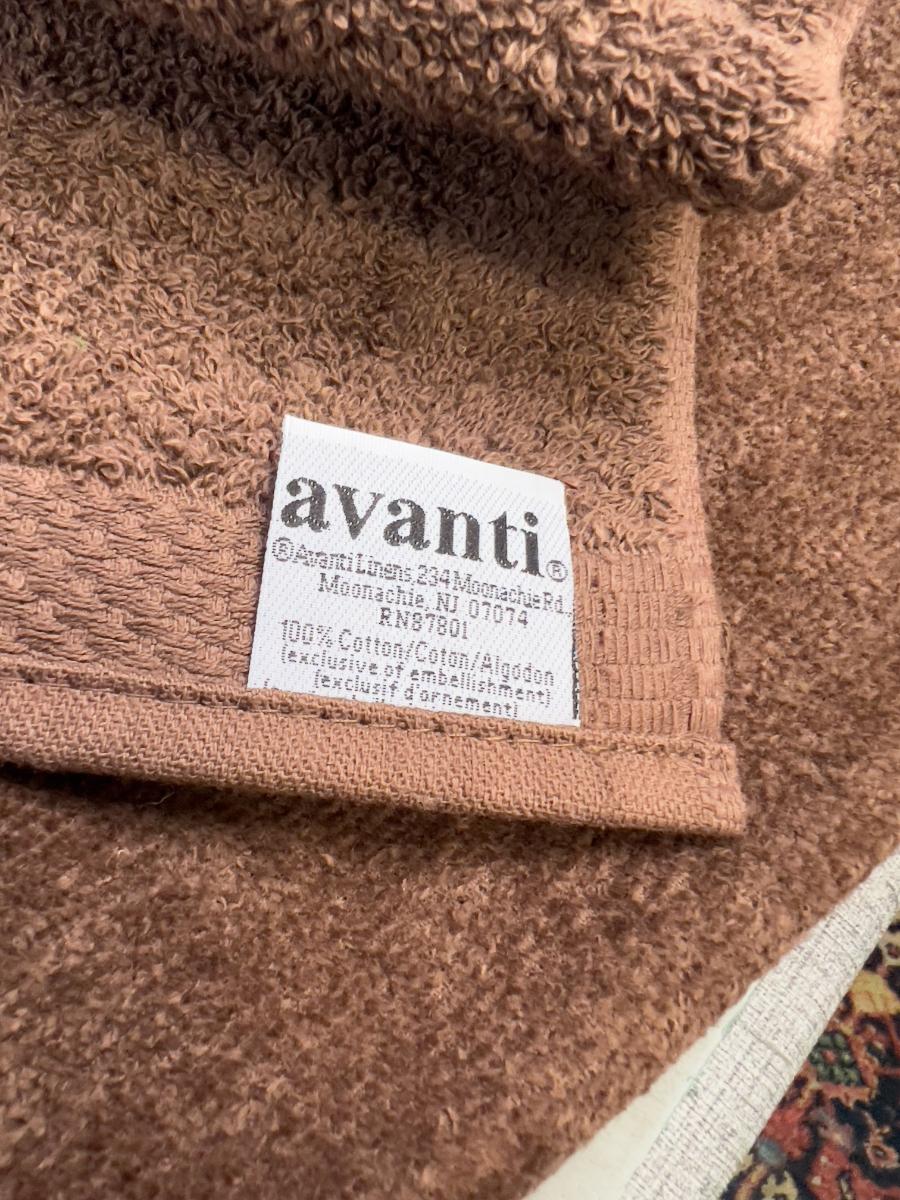 avanti®
®Avanti Linens, 234 Moonachie Rd.,
Moonachie, NJ 07074
RN87801
100% Cotton/Coton/Algodon
(exclusive of embellishment)
(exclusif d'ornement)